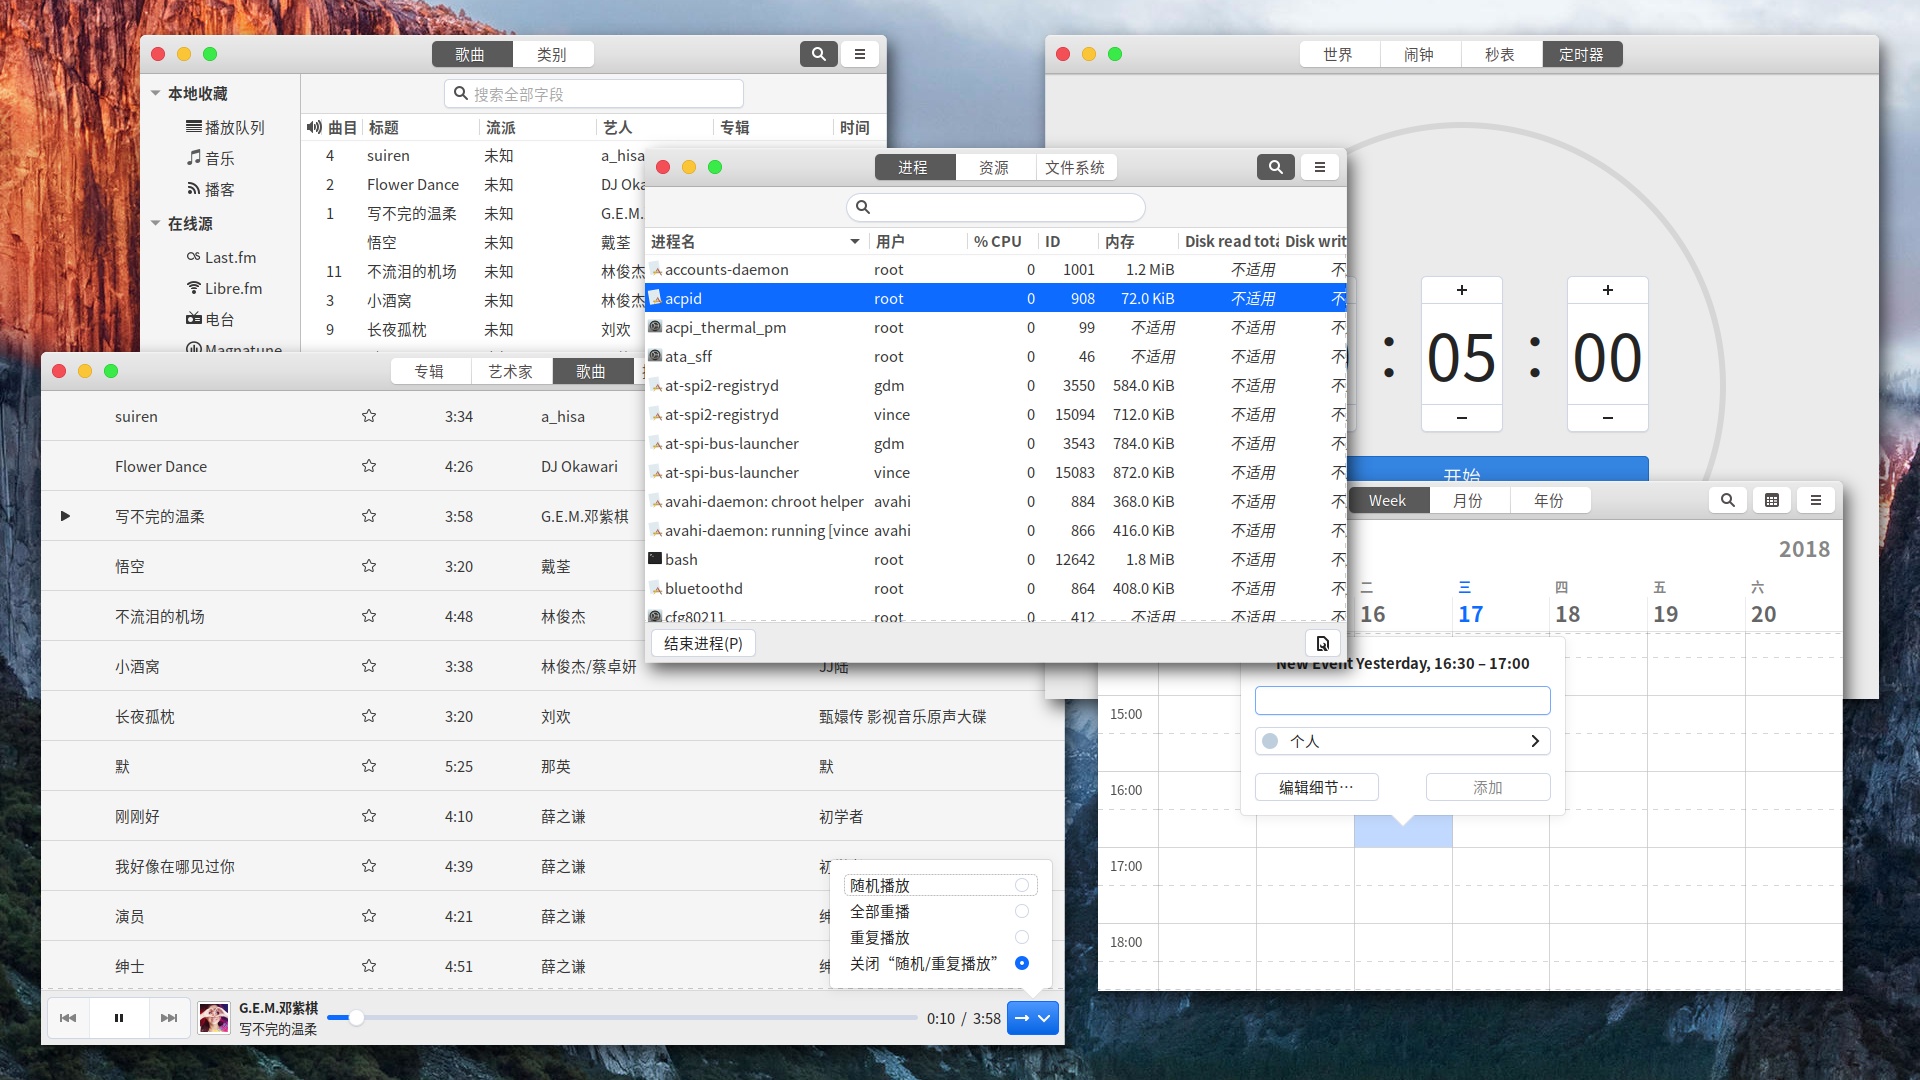 歌曲 类别
本地收藏
播放队列
音乐
播客
在线源
Last.fm
Libre.fm
电台
Magnatune
搜索全部字段
曲目 标题 流派 艺人 专辑 时间
4 suiren 未知 a_hisa
2 Flower Dance 未知 DJ Oka
1 写不完的温柔 未知 G.E.M.
悟空 未知 戴荃
11 不流泪的机场 未知 林俊杰
3 小酒窝 未知 林俊杰
9 长夜孤枕 未知 刘欢
世界 闹钟 秒表 定时器
+ +
: 05 : 00
− −
开始
进程 资源 文件系统
进程名 用户 % CPU ID 内存 Disk read tota Disk writ
accounts-daemon root 0 1001 1.2 MiB 不适用 不
acpid root 0 908 72.0 KiB 不适用 不
acpi_thermal_pm root 0 99 不适用 不适用 不
ata_sff root 0 46 不适用 不适用 不
at-spi2-registryd gdm 0 3550 584.0 KiB 不适用 不
at-spi2-registryd vince 0 15094 712.0 KiB 不适用 不
at-spi-bus-launcher gdm 0 3543 784.0 KiB 不适用 不
at-spi-bus-launcher vince 0 15083 872.0 KiB 不适用 不
avahi-daemon: chroot helper avahi 0 884 368.0 KiB 不适用 不
avahi-daemon: running [vince avahi 0 866 416.0 KiB 不适用 不
bash root 0 12642 1.8 MiB 不适用 不
bluetoothd root 0 864 408.0 KiB 不适用 不
cfg80211 root 0 412 不适用 不适用 不
结束进程(P)
专辑 艺术家 歌曲
suiren 3:34 a_hisa
Flower Dance 4:26 DJ Okawari
写不完的温柔 3:58 G.E.M.邓紫棋
悟空 3:20 戴荃
不流泪的机场 4:48 林俊杰
小酒窝 3:38 林俊杰/蔡卓妍 JJ陆
长夜孤枕 3:20 刘欢 甄嬛传 影视音乐原声大碟
默 5:25 那英 默
刚刚好 4:10 薛之谦 初学者
我好像在哪见过你 4:39 薛之谦 初
演员 4:21 薛之谦 绅
绅士 4:51 薛之谦 绅
随机播放
全部重播
重复播放
关闭“随机/重复播放”
G.E.M.邓紫棋
写不完的温柔
0:10 / 3:58
Week 月份 年份
2018
二 三 四 五 六
16 17 18 19 20
New Event Yesterday, 16:30 – 17:00
个人
编辑细节… 添加
15:00
16:00
17:00
18:00